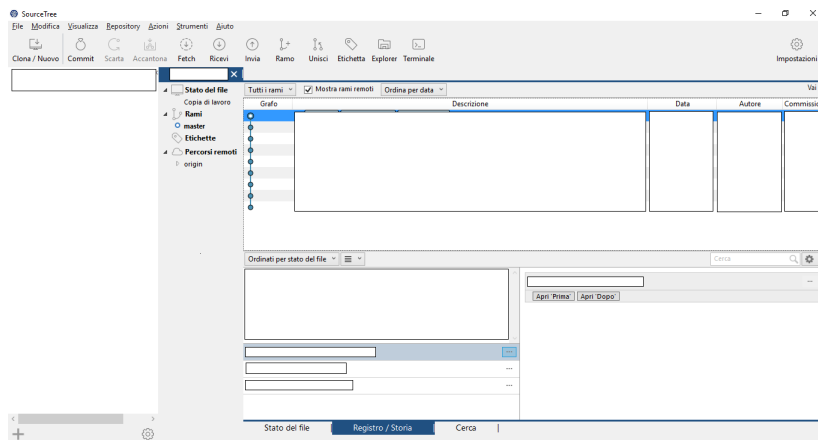 SourceTree
File Modifica Visualizza Repository Azioni Strumenti Aiuto
Clona / Nuovo Commit Scarta Accantona Fetch Ricevi Invia Ramo Unisci Etichetta Explorer Terminale Impostazioni
Stato del file
Copia di lavoro
Rami
master
Etichette
Percorsi remoti
origin
Tutti i rami Mostra rami remoti Ordina per data Vai
Grafo Descrizione Data Autore Commissio
Ordinati per stato del file Cerca
Apri 'Prima' Apri 'Dopo'
Stato del file Registro / Storia Cerca